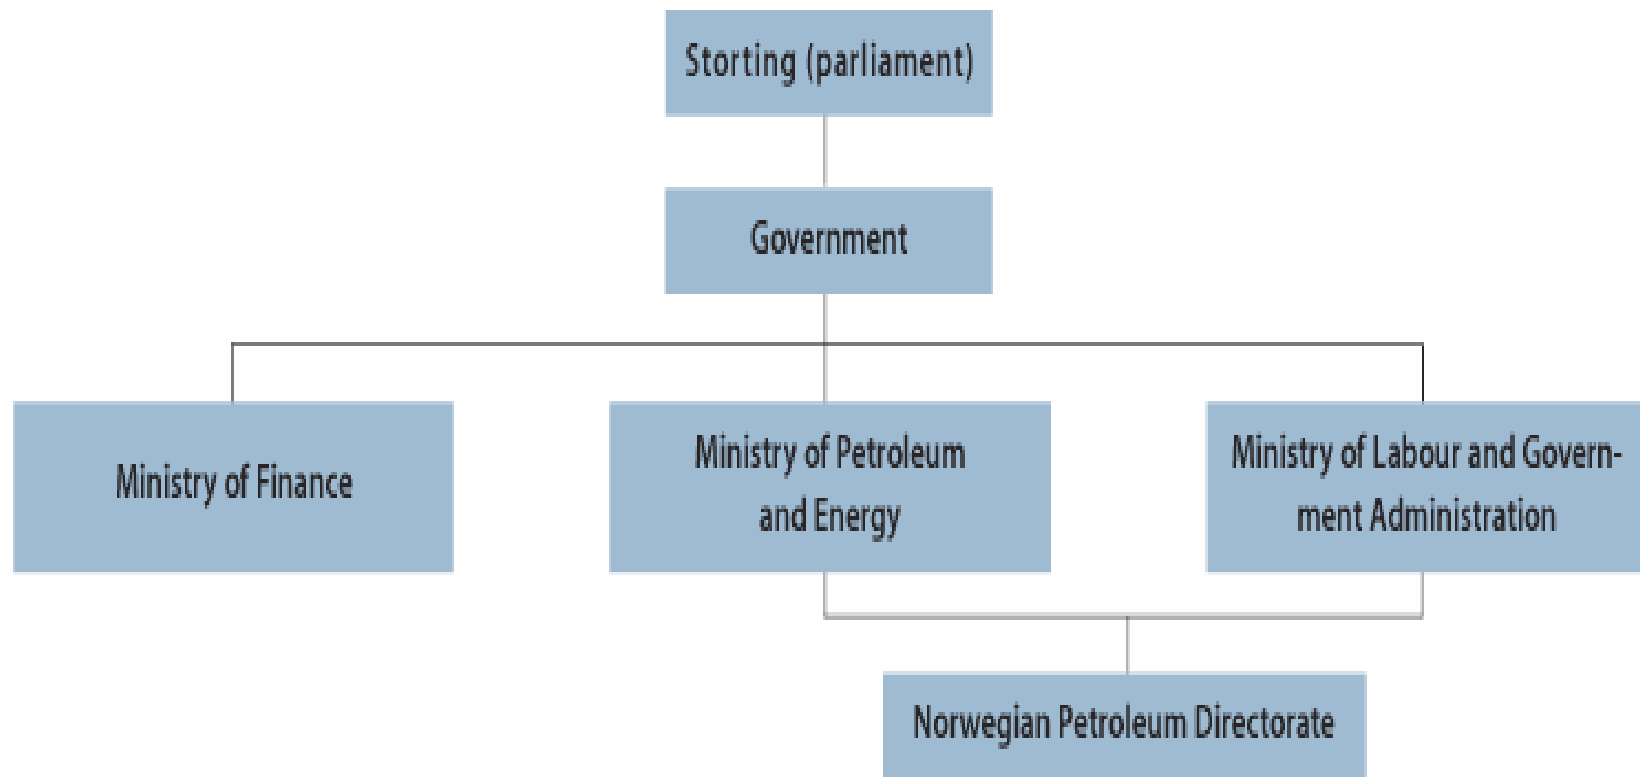 Storting (parliament)
Government
Ministry of Finance
Ministry of Petroleum
and Energy
Ministry of Labour and Govern-
ment Administration
Norwegian Petroleum Directorate